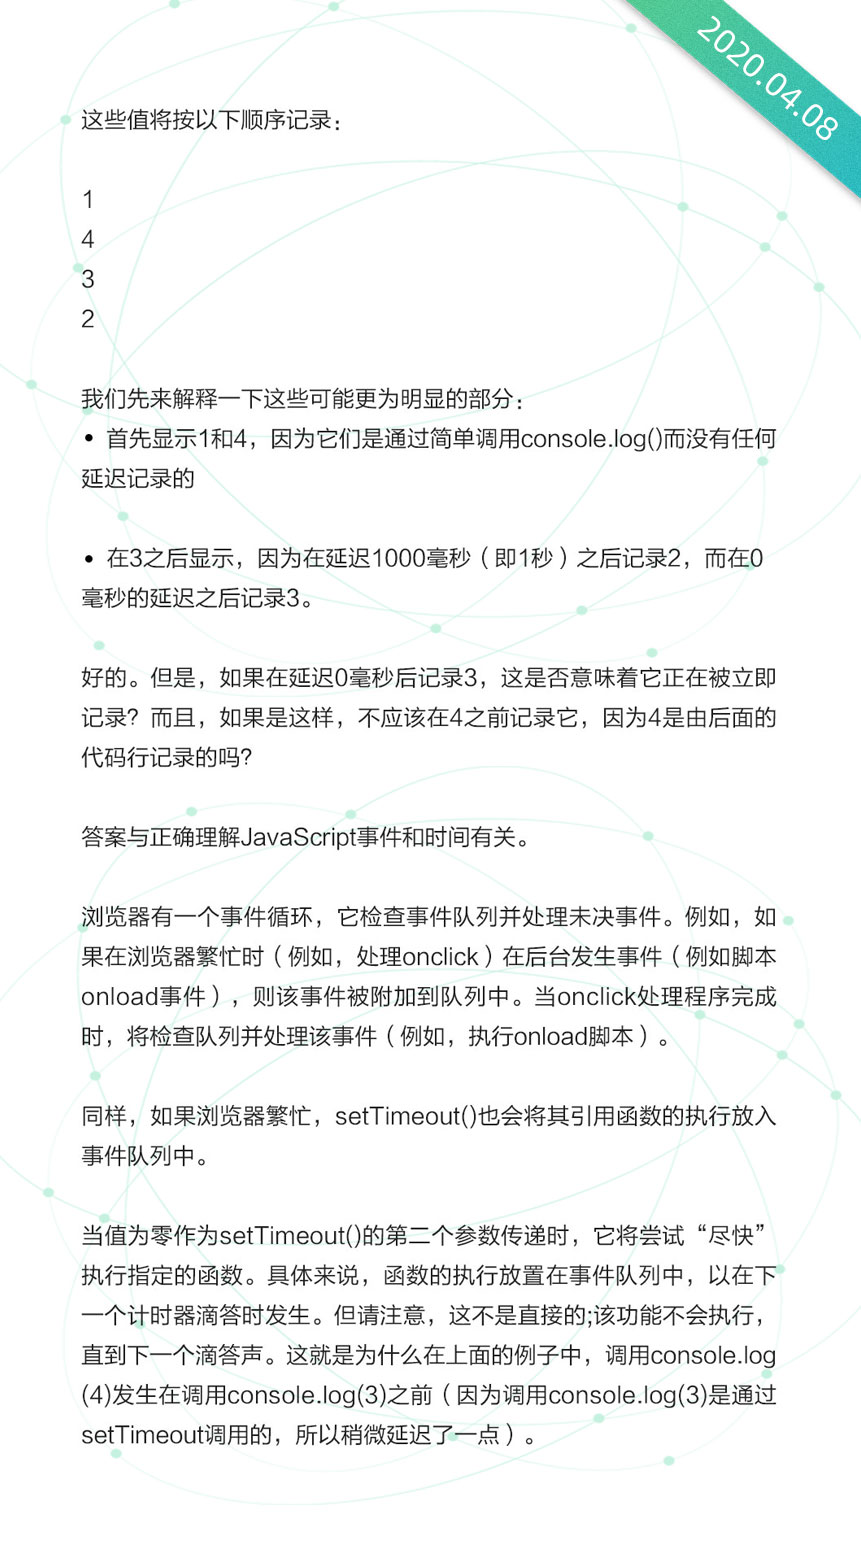 2020.04.08
这些值将按以下顺序记录：
1
4
3
2
我们先来解释一下这些可能更为明显的部分：
• 首先显示1和4，因为它们是通过简单调用console.log()而没有任何
延迟记录的
• 在3之后显示，因为在延迟1000毫秒（即1秒）之后记录2，而在0
毫秒的延迟之后记录3。
好的。但是，如果在延迟0毫秒后记录3，这是否意味着它正在被立即
记录？而且，如果是这样，不应该在4之前记录它，因为4是由后面的
代码行记录的吗？
答案与正确理解JavaScript事件和时间有关。
浏览器有一个事件循环，它检查事件队列并处理未决事件。例如，如
果在浏览器繁忙时（例如，处理onclick）在后台发生事件（例如脚本
onload事件），则该事件被附加到队列中。当onclick处理程序完成
时，将检查队列并处理该事件（例如，执行onload脚本）。
同样，如果浏览器繁忙，setTimeout()也会将其引用函数的执行放入
事件队列中。
当值为零作为setTimeout()的第二个参数传递时，它将尝试“尽快”
执行指定的函数。具体来说，函数的执行放置在事件队列中，以在下
一个计时器滴答时发生。但请注意，这不是直接的;该功能不会执行，
直到下一个滴答声。这就是为什么在上面的例子中，调用console.log
(4)发生在调用console.log(3)之前（因为调用console.log(3)是通过
setTimeout调用的，所以稍微延迟了一点）。